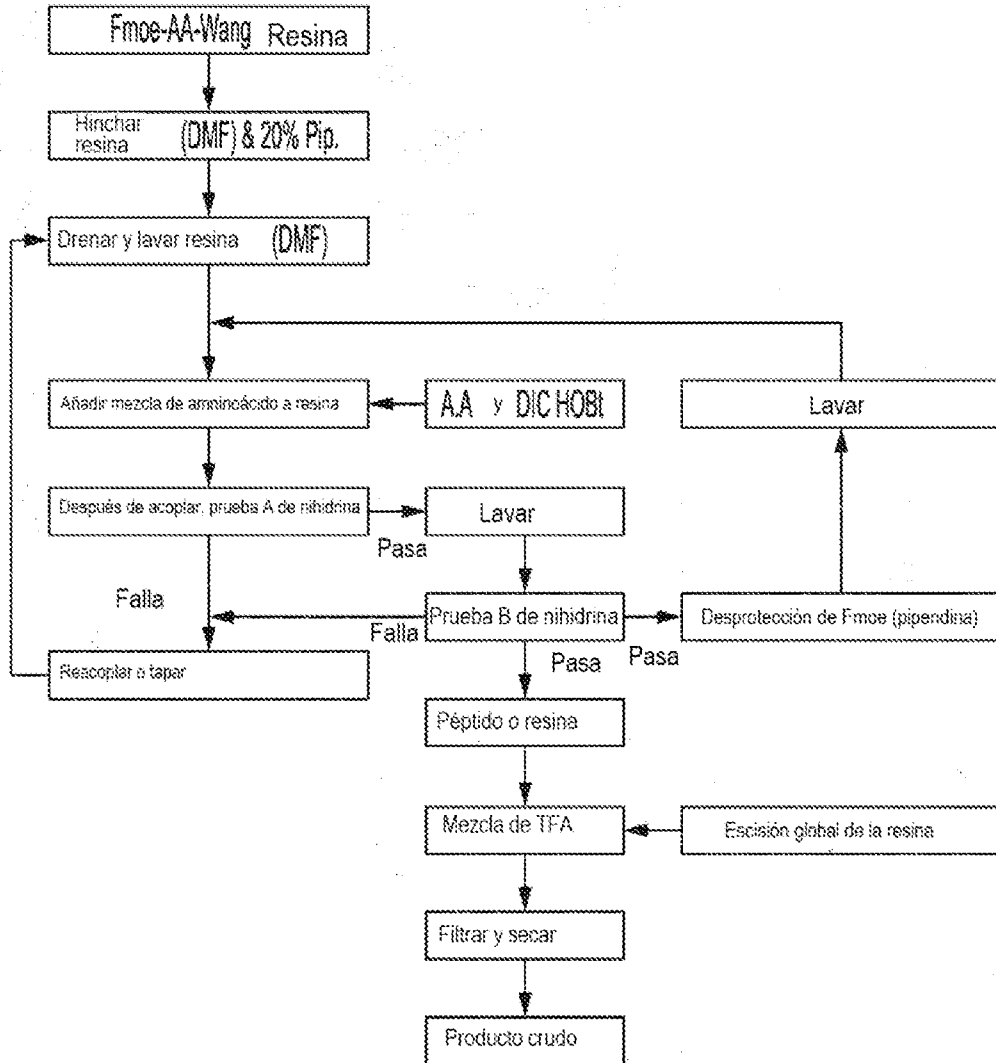 Fmoe-AA-Wang Resina
Hinchar
resina
(DMF) & 20% Pip.
Drenar y lavar resina (DMF)
Añadir mezcla de amninoácido a resina
A.A y DIC HOBt
Lavar
Después de acoplar, prueba A de nihidrina
Lavar
Pasa
Falla
Prueba B de nihidrina
Falla
Desprotección de Fmoe (pipendina)
Pasa
Pasa
Reacoplar o tapar
Péptido o resina
Mezcla de TFA
Escisión global de la resina
Filtrar y secar
Producto crudo